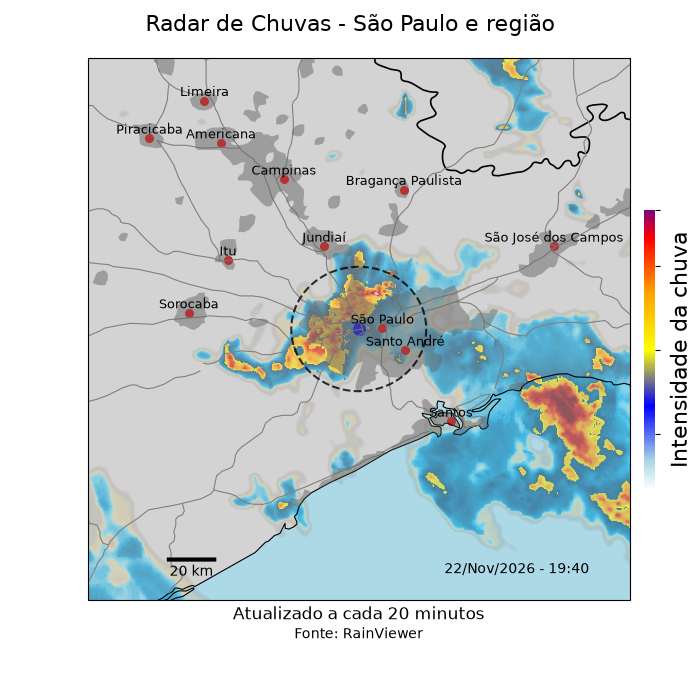 Radar de Chuvas - São Paulo e região
Limeira
Piracicaba
Americana
Campinas
Bragança Paulista
Jundiaí
São José dos Campos
Itu
Sorocaba
São Paulo
Santo André
Santos
20 km
22/Nov/2026 - 19:40
Intensidade da chuva
Atualizado a cada 20 minutos
Fonte: RainViewer